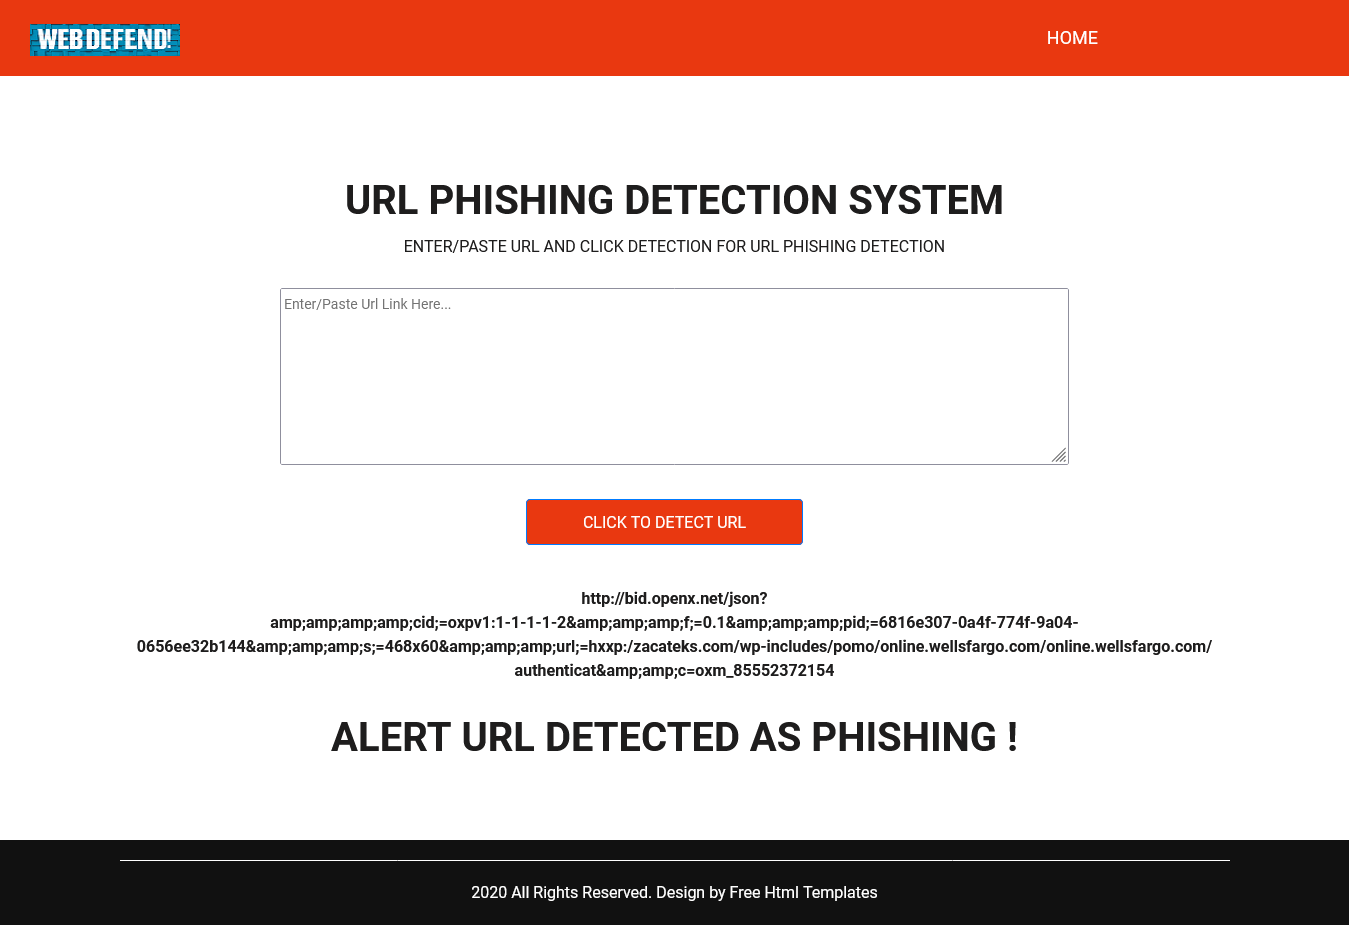 WEB DEFEND!
HOME
URL PHISHING DETECTION SYSTEM
ENTER/PASTE URL AND CLICK DETECTION FOR URL PHISHING DETECTION
Enter/Paste Url Link Here...
CLICK TO DETECT URL
http://bid.openx.net/json?
amp;amp;amp;amp;cid;=oxpv1:1-1-1-1-2&amp;amp;amp;f;=0.1&amp;amp;amp;pid;=6816e307-0a4f-774f-9a04-
0656ee32b144&amp;amp;amp;s;=468x60&amp;amp;amp;url;=hxxp:/zacateks.com/wp-includes/pomo/online.wellsfargo.com/online.wellsfargo.com/
authenticat&amp;amp;c=oxm_85552372154
ALERT URL DETECTED AS PHISHING !
2020 All Rights Reserved. Design by Free Html Templates